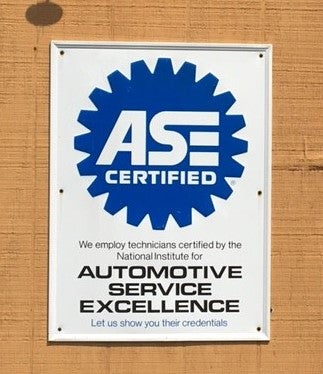 ASE
CERTIFIED
®
We employ technicians certified by the
National Institute for
AUTOMOTIVE
SERVICE
EXCELLENCE
Let us show you their credentials